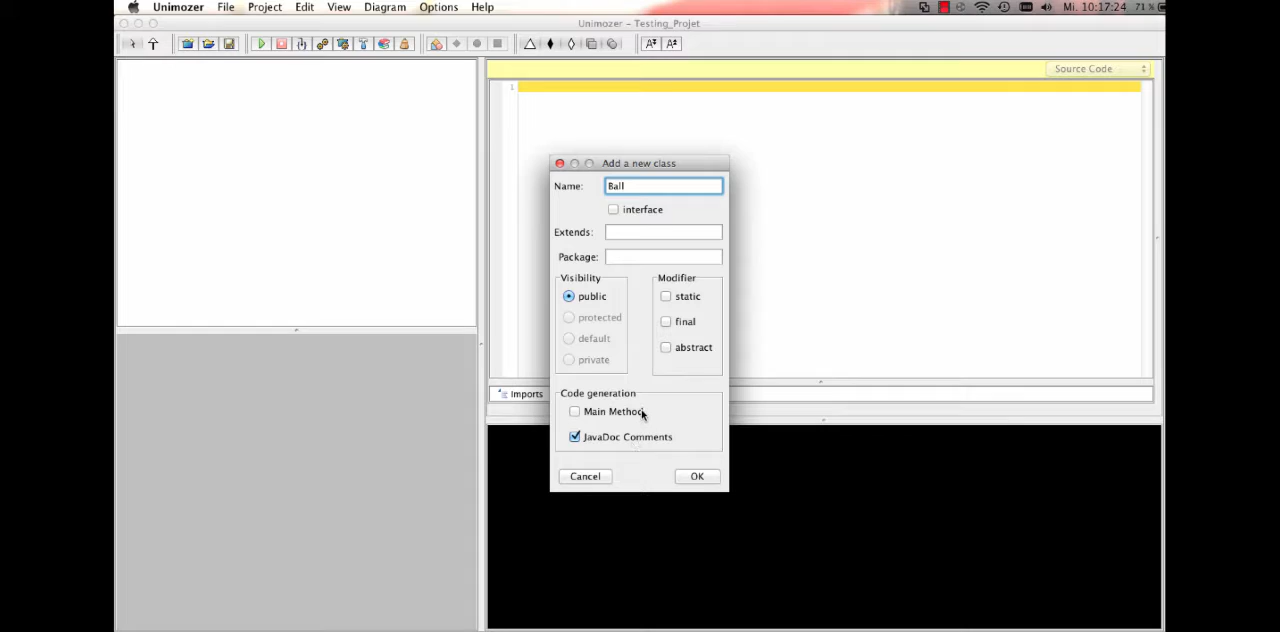 Unimozer File Project Edit View Diagram Options Help Mi. 10:17:24 71 %
Unimozer - Testing_Projet
Source Code
1
Add a new class
Name: Ball
interface
Extends:
Package:
Visibility Modifier
public static
protected final
default abstract
private
Code generation
Imports
Main Method
JavaDoc Comments
Cancel OK